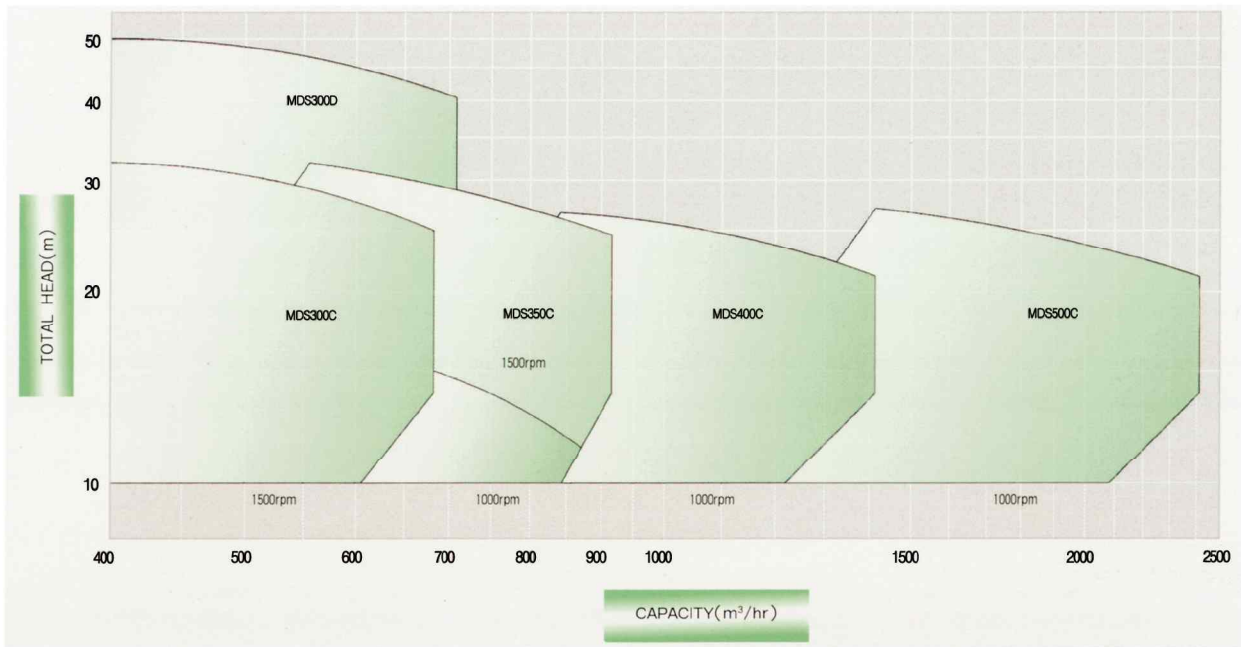 50
40
MDS300D
30
TOTAL HEAD(m)
20
MDS300C
MDS350C
MDS400C
MDS500C
1500rpm
10
1500rpm
1000rpm
1000rpm
1000rpm
400
500
600
700
800
900
1000
1500
2000
2500
CAPACITY(m³/hr)